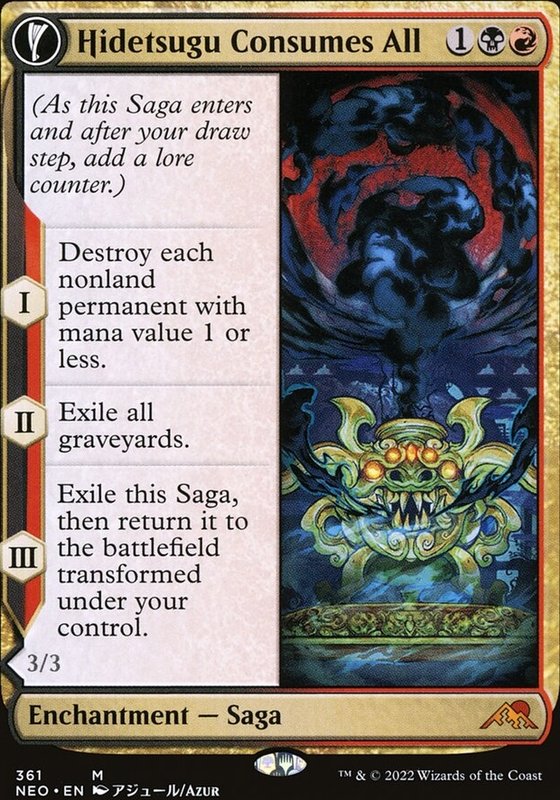 Hidetsugu Consumes All 1
(As this Saga enters
and after your draw
step, add a lore
counter.)
I
Destroy each
nonland
permanent with
mana value 1 or
less.
II
Exile all
graveyards.
III
Exile this Saga,
then return it to
the battlefield
transformed
under your
control.
3/3
Enchantment — Saga
361 M
NEO • EN アジュール/AZUR
™ & © 2022 Wizards of the Coast